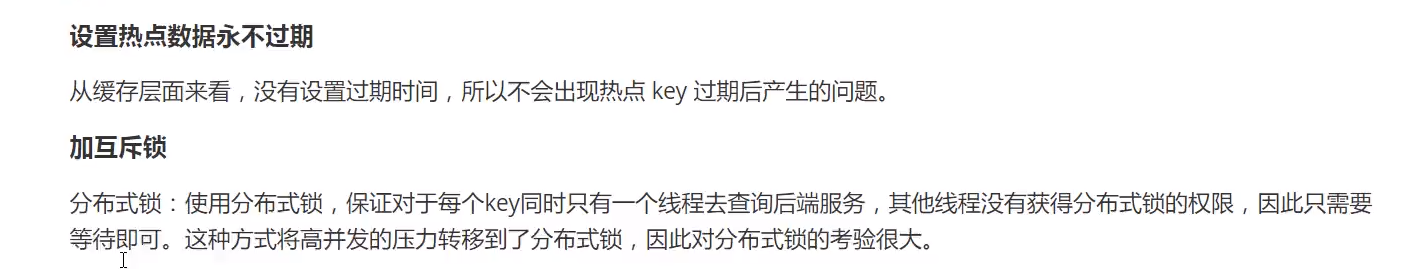 设置热点数据永不过期
从缓存层面来看，没有设置过期时间，所以不会出现热点 key 过期后产生的问题。
加互斥锁
分布式锁：使用分布式锁，保证对于每个key同时只有一个线程去查询后端服务，其他线程没有获得分布式锁的权限，因此只需要
等待即可。这种方式将高并发的压力转移到了分布式锁，因此对分布式锁的考验很大。